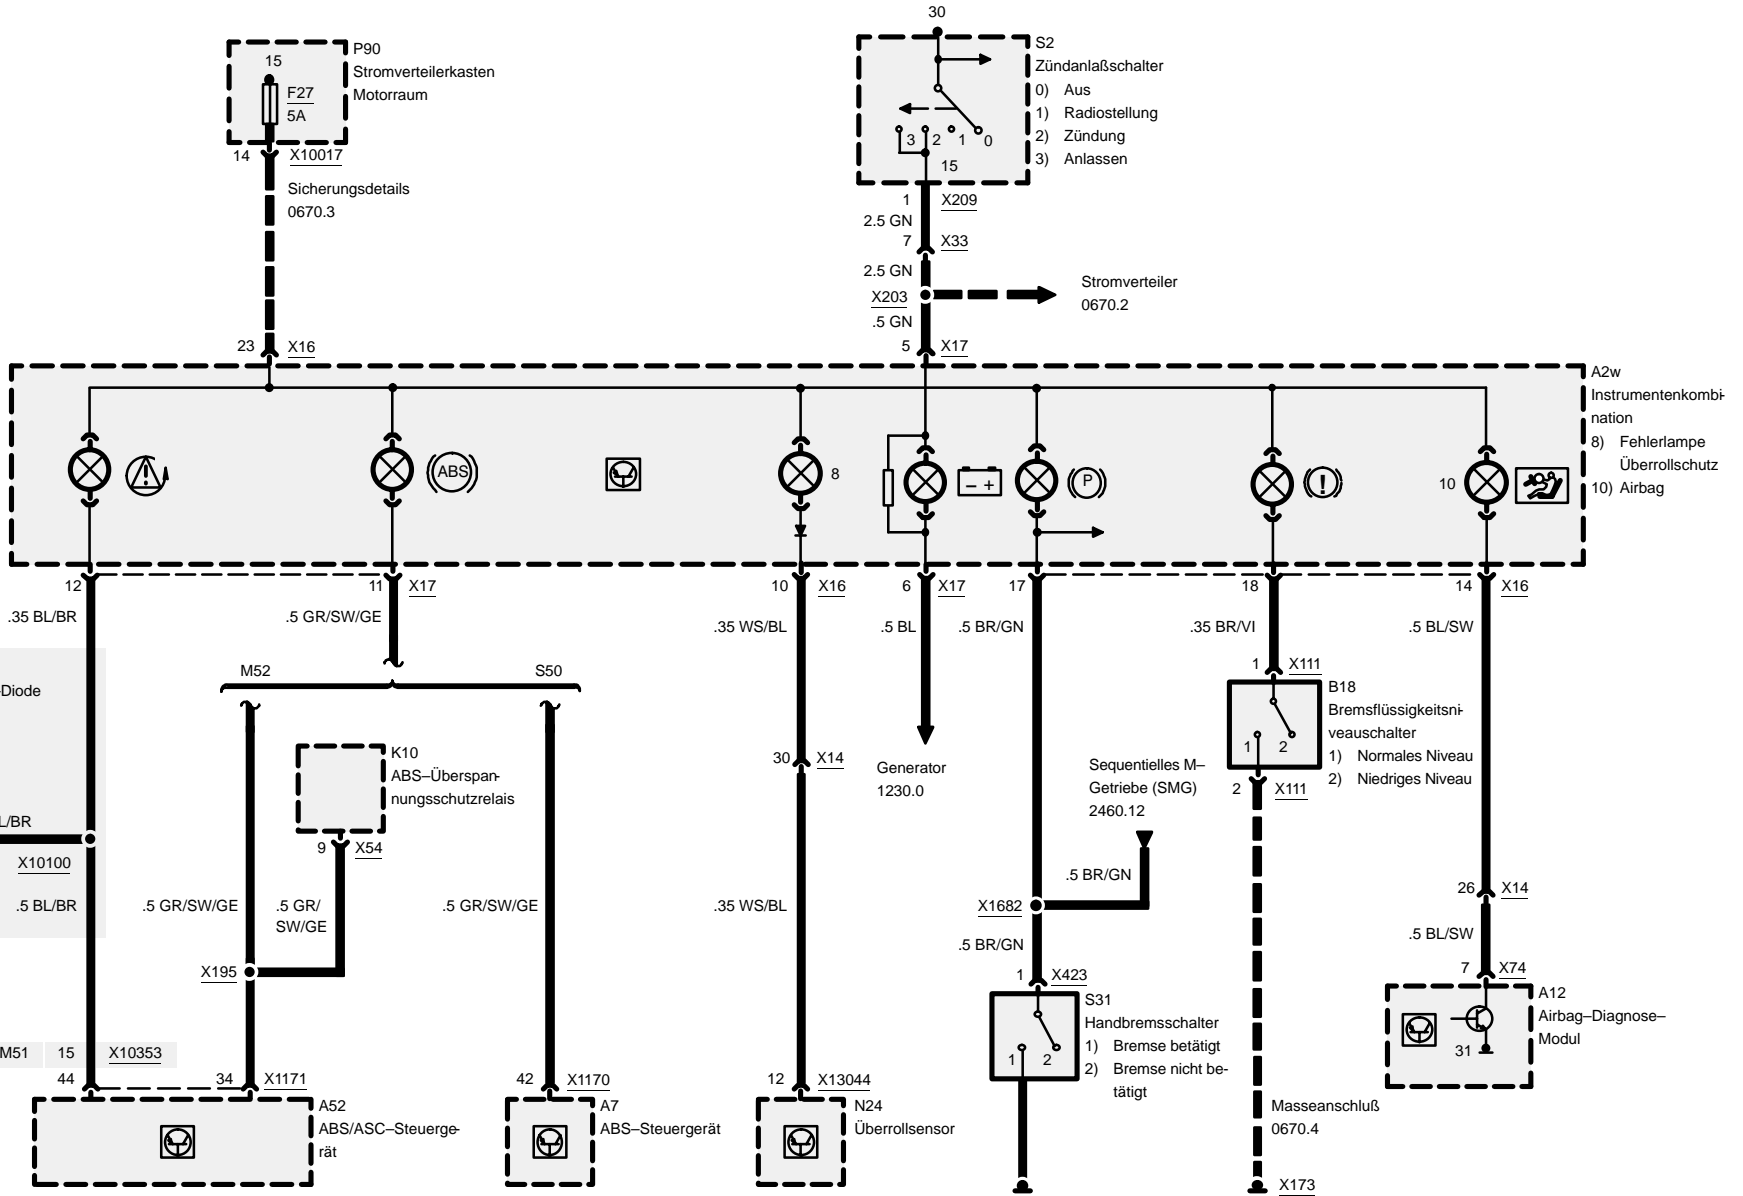 30
15
F27
5A
P90
Stromverteilerkasten
Motorraum
14 X10017
Sicherungsdetails
0670.3
23 X16
S2
Zündanlaßschalter
0) Aus
1) Radiostellung
2) Zündung
3) Anlassen
3 2 1 0
15
1 X209
2.5 GN
7 X33
2.5 GN
X203
Stromverteiler
0670.2
.5 GN
5 X17
A2w
Instrumentenkombi-
nation
8) Fehlerlampe
Überrollschutz
10) Airbag
ABS
8
– +
P
!
10
12 11 X17 10 X16 6 X17 17 18 14 X16
.35 BL/BR .5 GR/SW/GE .35 WS/BL .5 BL .5 BR/GN .35 BR/VI .5 BL/SW
M52 S50
–Diode
L/BR
X10100
.5 BL/BR
K10
ABS–Überspan-
nungsschutzrelais
9 X54
.5 GR/SW/GE
.5 GR/
SW/GE
.5 GR/SW/GE
X195
30 X14
.35 WS/BL
Generator
1230.0
Sequentielles M–
Getriebe (SMG)
2460.12
.5 BR/GN
X1682
.5 BR/GN
1 X423
1 X111
B18
Bremsflüssigkeitsni-
veauschalter
1) Normales Niveau
2) Niedriges Niveau
1 2
2 X111
26 X14
.5 BL/SW
7 X74
S31
Handbremsschalter
1) Bremse betätigt
2) Bremse nicht be-
tätigt
1 2
A12
Airbag–Diagnose–
Modul
31
M51 15 X10353
44 34 X1171
42 X1170
12 X13044
A52
ABS/ASC–Steuerge-
rät
A7
ABS–Steuergerät
N24
Überrollsensor
Masseanschluß
0670.4
X173